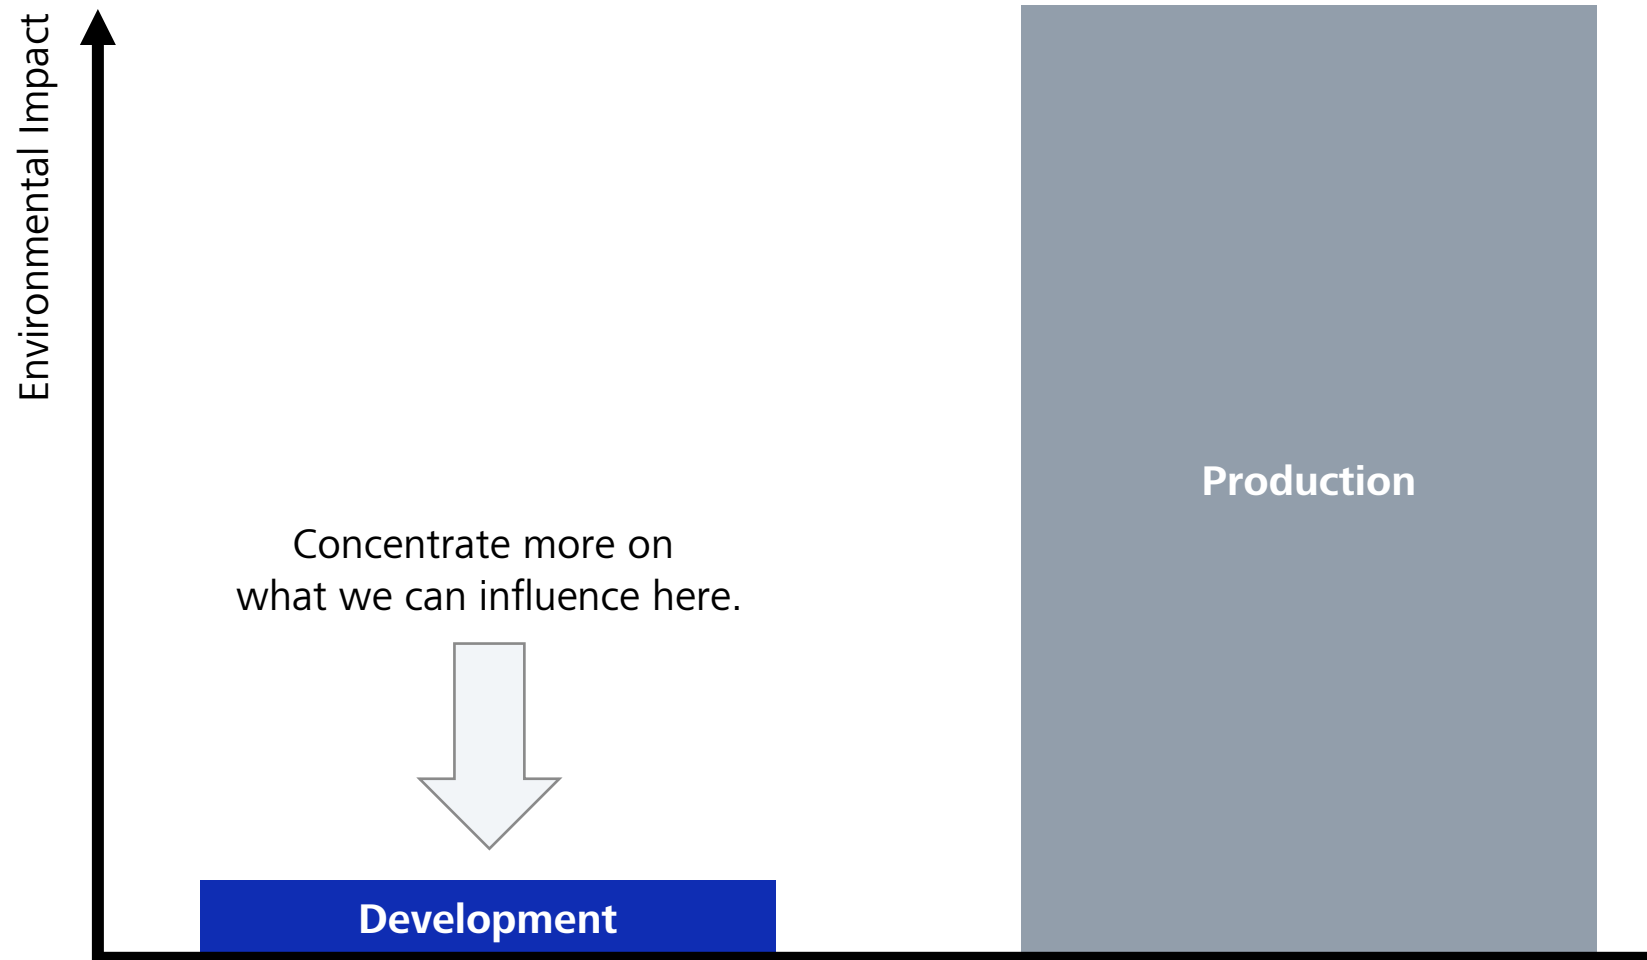 Environmental Impact
Concentrate more on
what we can influence here.
Production
Development